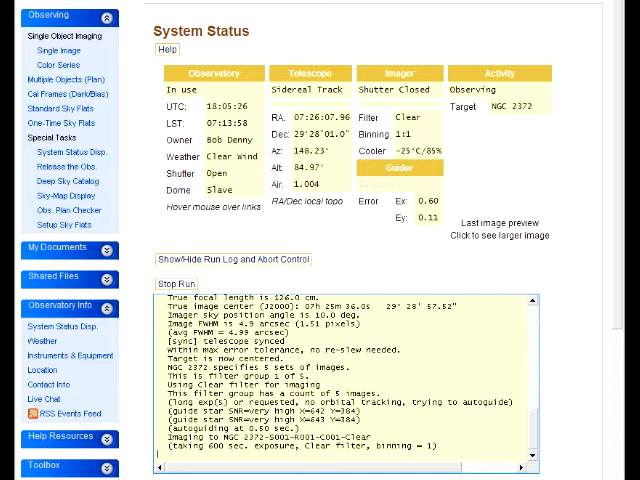 Observing
Single Object Imaging
Single Image
Color Series
Multiple Objects (Plan)
Cal Frames (Dark/Bias)
Standard Sky Flats
One-Time Sky Flats
Special Tasks
System Status Disp.
Release the Obs.
Deep Sky Catalog
Sky-Map Display
Obs. Plan Checker
Setup Sky Flats
My Documents
Shared Files
Observatory Info
System Status Disp.
Weather
Instruments & Equipment
Location
Contact Info
Live Chat
RSS Events Feed
Help Resources
Toolbox
System Status
Help
Observatory
In use
UTC: 18:05:26
LST: 07:13:58
Owner Bob Denny
Weather Clear Wind
Shutter Open
Dome Slave
Hover mouse over links
Telescope
Sidereal Track
RA: 07:26:07.96
Dec: 29°28'01.0"
Az: 148.23°
Alt: 84.97°
Air: 1.004
RA/Dec local topo
Imager
Shutter Closed
Filter Clear
Binning 1:1
Cooler -25°C/85%
Guider
Guiding
Error Ex: 0.60
Ey: 0.11
Activity
Observing
Target NGC 2372
Last image preview
Click to see larger image
Show/Hide Run Log and Abort Control
Stop Run
True focal length is 126.0 cm.
True image center (J2000): 07h 25m 36.0s 29° 28' 57.52"
Imager sky position angle is 10.0 deg.
Image FWHM is 4.9 arcsec (1.51 pixels)
(avg FWHM = 4.99 arcsec)
[sync] telescope synced
Within max error tolerance, no re-slew needed.
Target is now centered.
NGC 2372 specifies 5 sets of images.
This is filter group 1 of 5.
Using Clear filter for imaging
This filter group has a count of 5 images.
(long exp(s) or requested, no orbital tracking, trying to autoguide)
(guide star SNR=very high X=642 Y=384)
(guide star SNR=very high X=643 Y=384)
(autoguiding at 0.50 sec.)
Imaging to NGC 2372-S001-R001-C001-Clear
(taking 600 sec. exposure, Clear filter, binning = 1)